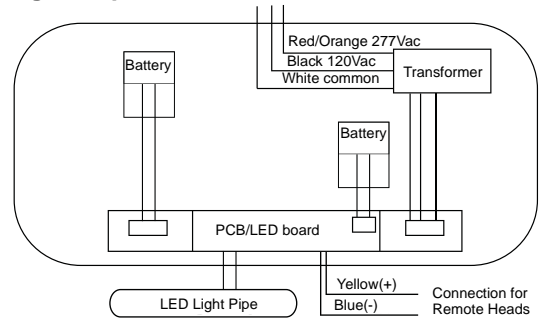 Red/Orange 277Vac
Black 120Vac
White common
Transformer
Battery
Battery
PCB/LED board
Yellow(+)
Blue(-)
Connection for
Remote Heads
LED Light Pipe